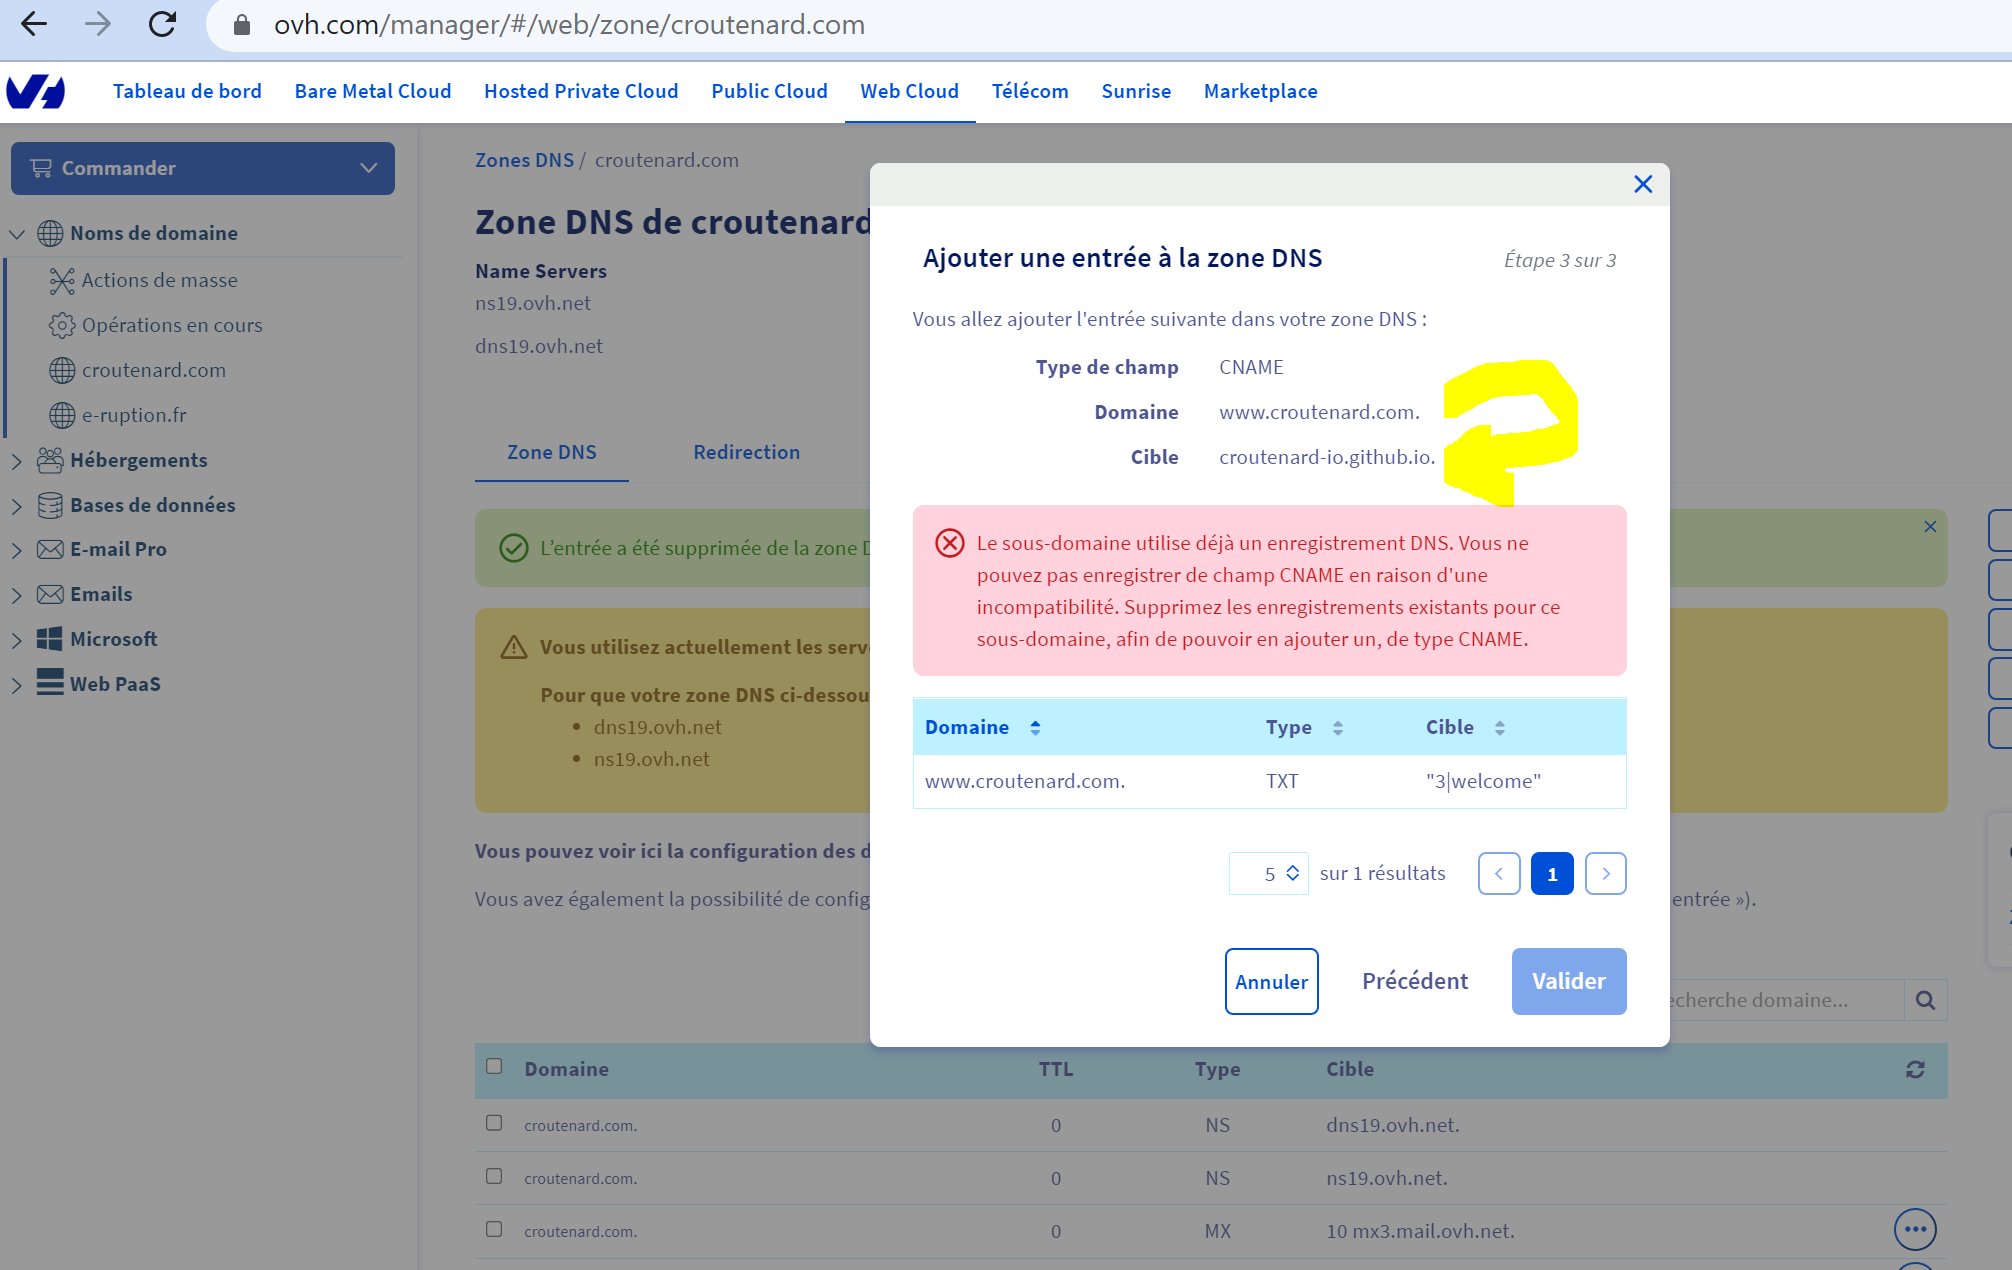 ovh.com/manager/#/web/zone/croutenard.com
Tableau de bord Bare Metal Cloud Hosted Private Cloud Public Cloud Web Cloud Télécom Sunrise Marketplace
Commander
Noms de domaine
Actions de masse
Opérations en cours
croutenard.com
e-ruption.fr
Hébergements
Bases de données
E-mail Pro
Emails
Microsoft
Web PaaS
Zones DNS / croutenard.com
Zone DNS de croutenard
Name Servers
ns19.ovh.net
dns19.ovh.net
Zone DNS Redirection
L’entrée a été supprimée de la zone
Vous utilisez actuellement les serv
Pour que votre zone DNS ci-dessou
• dns19.ovh.net
• ns19.ovh.net
Vous pouvez voir ici la configuration des d
Vous avez également la possibilité de config
entrée »).
Ajouter une entrée à la zone DNS
Étape 3 sur 3
Vous allez ajouter l'entrée suivante dans votre zone DNS :
Type de champ CNAME
Domaine www.croutenard.com.
Cible croutenard-io.github.io.
Le sous-domaine utilise déjà un enregistrement DNS. Vous ne
pouvez pas enregistrer de champ CNAME en raison d'une
incompatibilité. Supprimez les enregistrements existants pour ce
sous-domaine, afin de pouvoir en ajouter un, de type CNAME.
Domaine Type Cible
www.croutenard.com. TXT "3|welcome"
5 sur 1 résultats 1
Annuler Précédent Valider
echerche domaine...
Domaine TTL Type Cible
croutenard.com. 0 NS dns19.ovh.net.
croutenard.com. 0 NS ns19.ovh.net.
croutenard.com. 0 MX 10 mx3.mail.ovh.net.